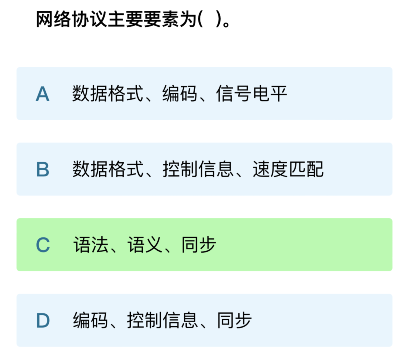 网络协议主要要素为( )。
A 数据格式、编码、信号电平
B 数据格式、控制信息、速度匹配
C 语法、语义、同步
D 编码、控制信息、同步